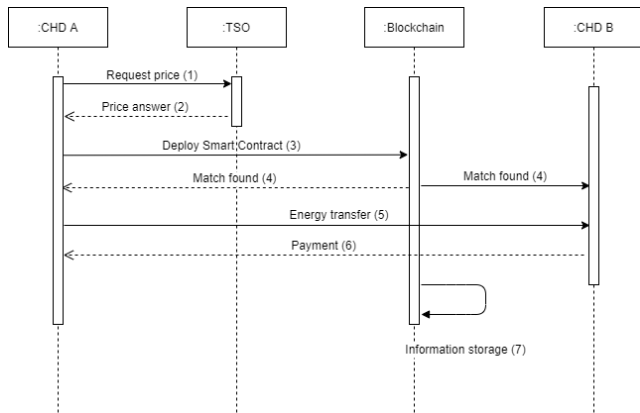 :CHD A
:TSO
:Blockchain
:CHD B
Request price (1)
Price answer (2)
Deploy Smart Contract (3)
Match found (4)
Match found (4)
Energy transfer (5)
Payment (6)
Information storage (7)